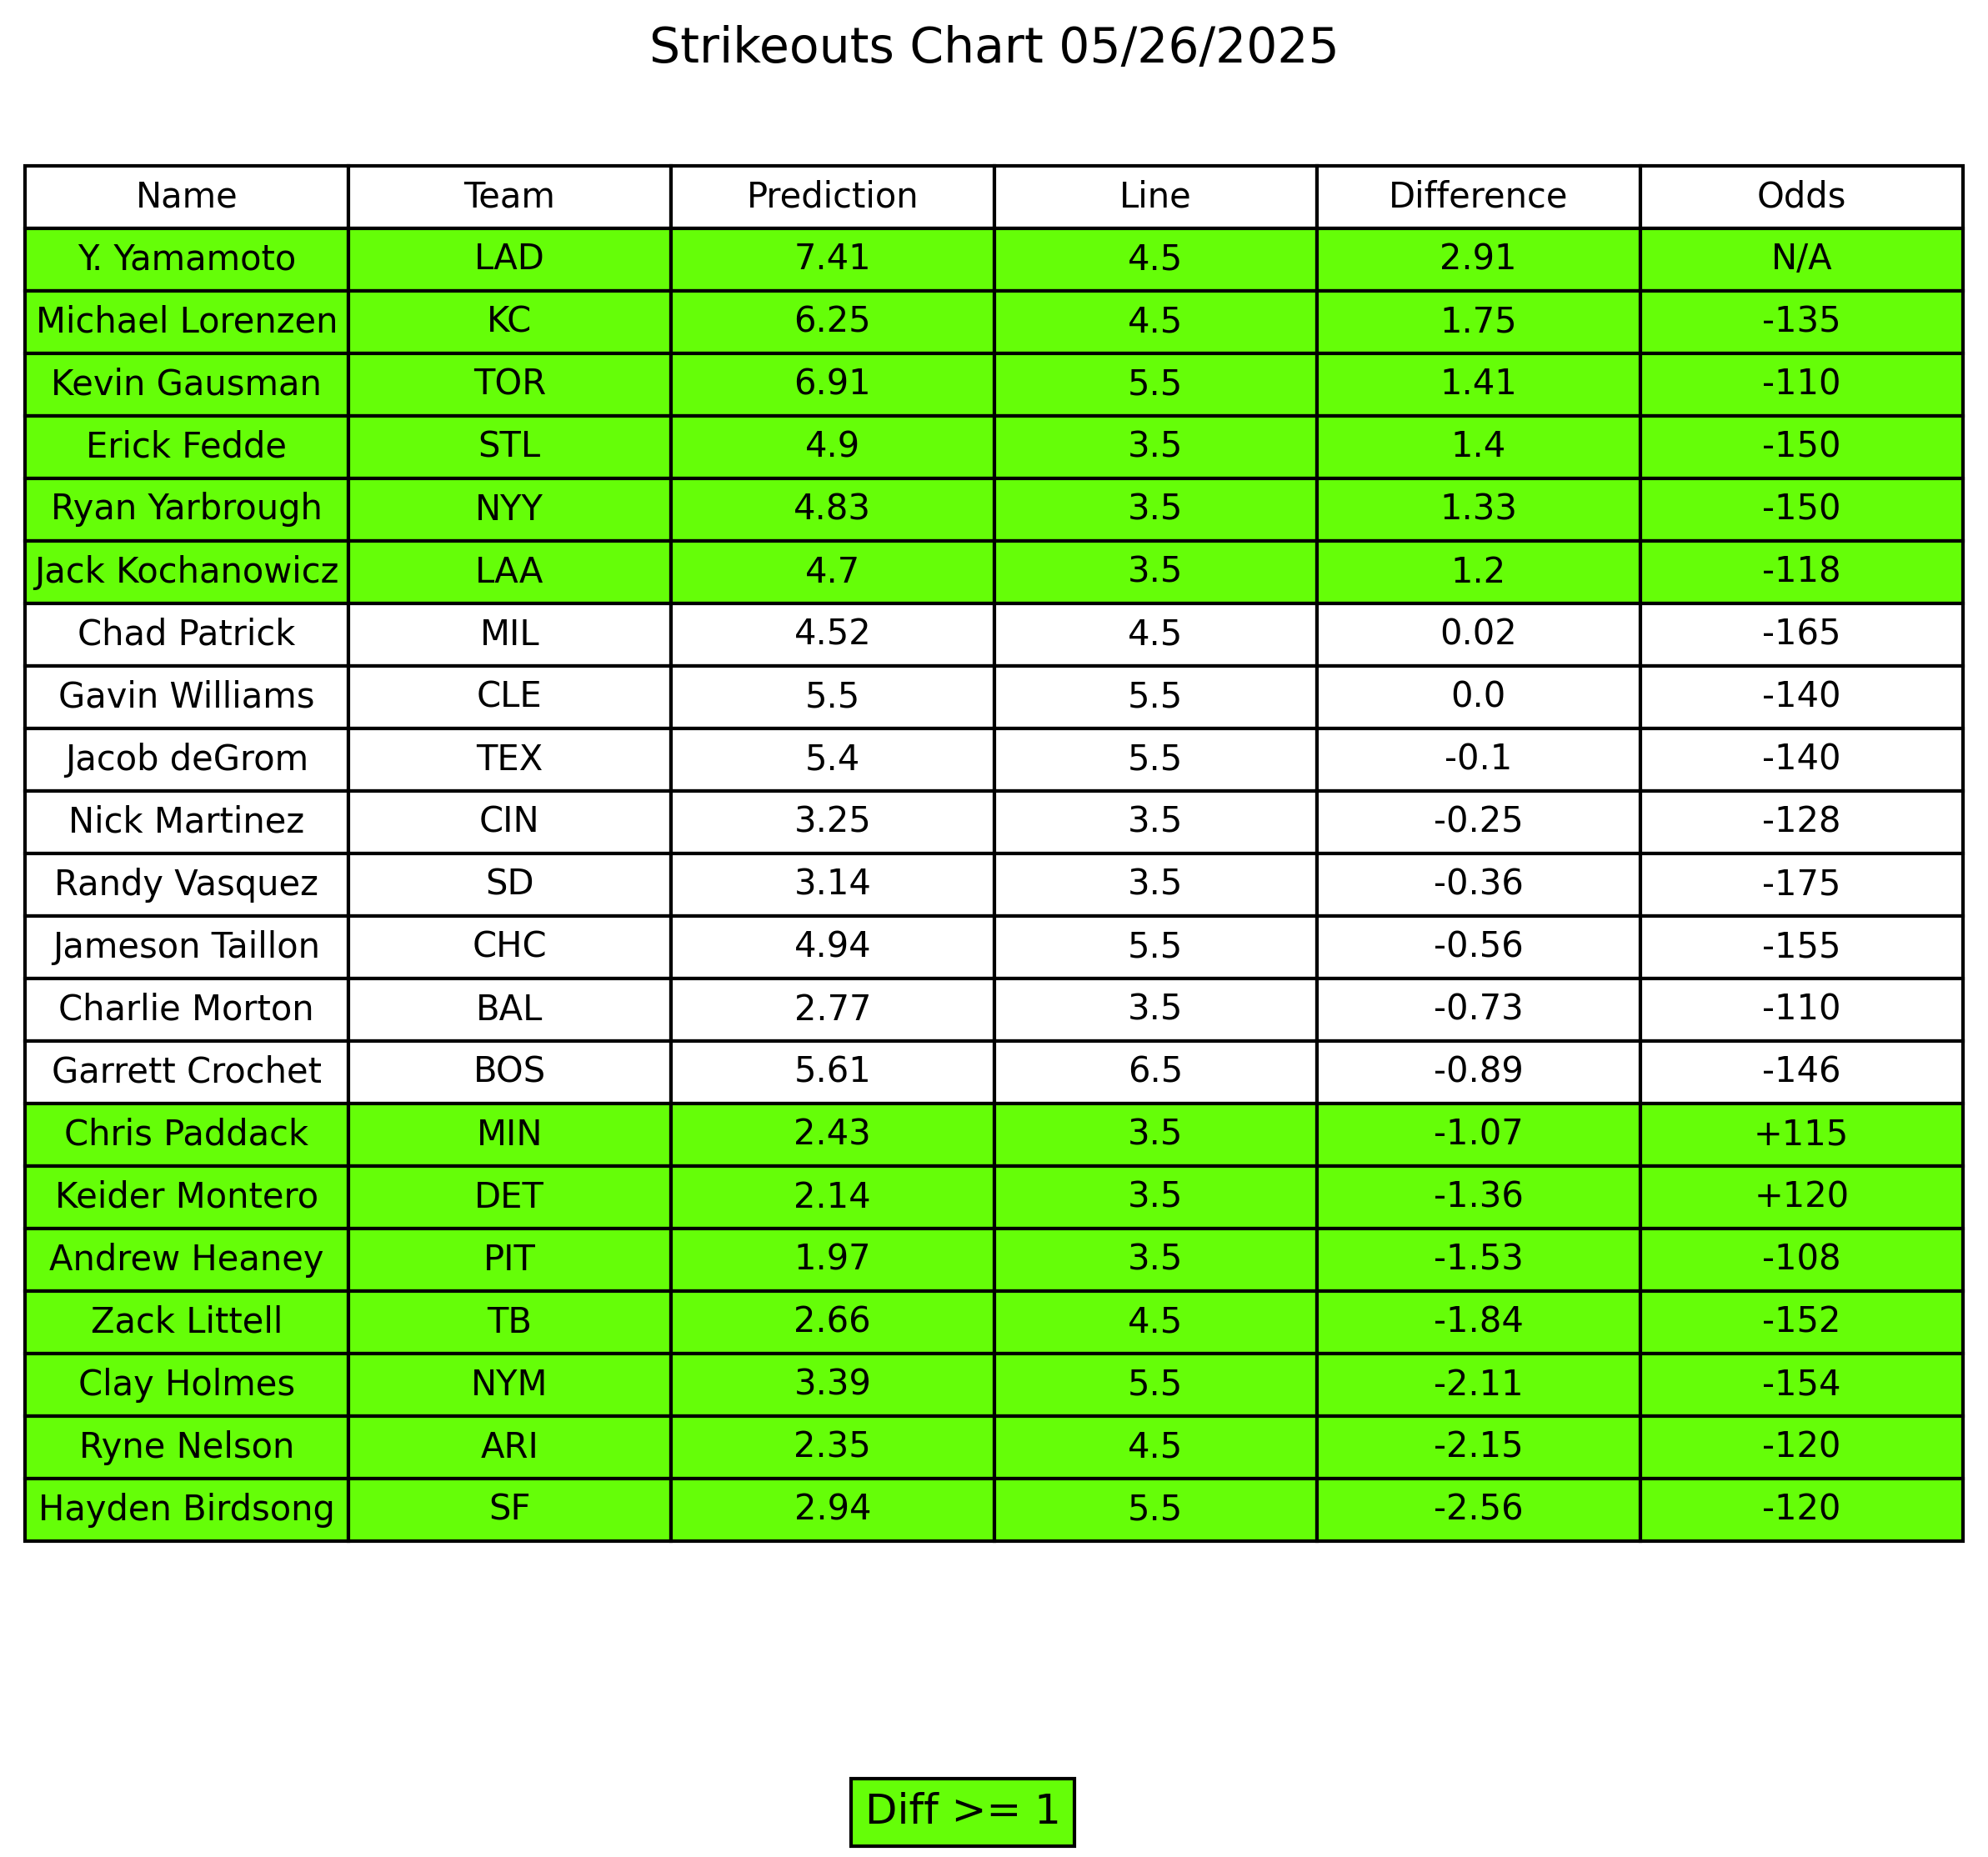 Strikeouts Chart 05/26/2025
Name Team Prediction Line Difference Odds
Y. Yamamoto LAD 7.41 4.5 2.91 N/A
Michael Lorenzen KC 6.25 4.5 1.75 -135
Kevin Gausman TOR 6.91 5.5 1.41 -110
Erick Fedde STL 4.9 3.5 1.4 -150
Ryan Yarbrough NYY 4.83 3.5 1.33 -150
Jack Kochanowicz LAA 4.7 3.5 1.2 -118
Chad Patrick MIL 4.52 4.5 0.02 -165
Gavin Williams CLE 5.5 5.5 0.0 -140
Jacob deGrom TEX 5.4 5.5 -0.1 -140
Nick Martinez CIN 3.25 3.5 -0.25 -128
Randy Vasquez SD 3.14 3.5 -0.36 -175
Jameson Taillon CHC 4.94 5.5 -0.56 -155
Charlie Morton BAL 2.77 3.5 -0.73 -110
Garrett Crochet BOS 5.61 6.5 -0.89 -146
Chris Paddack MIN 2.43 3.5 -1.07 +115
Keider Montero DET 2.14 3.5 -1.36 +120
Andrew Heaney PIT 1.97 3.5 -1.53 -108
Zack Littell TB 2.66 4.5 -1.84 -152
Clay Holmes NYM 3.39 5.5 -2.11 -154
Ryne Nelson ARI 2.35 4.5 -2.15 -120
Hayden Birdsong SF 2.94 5.5 -2.56 -120
Diff >= 1